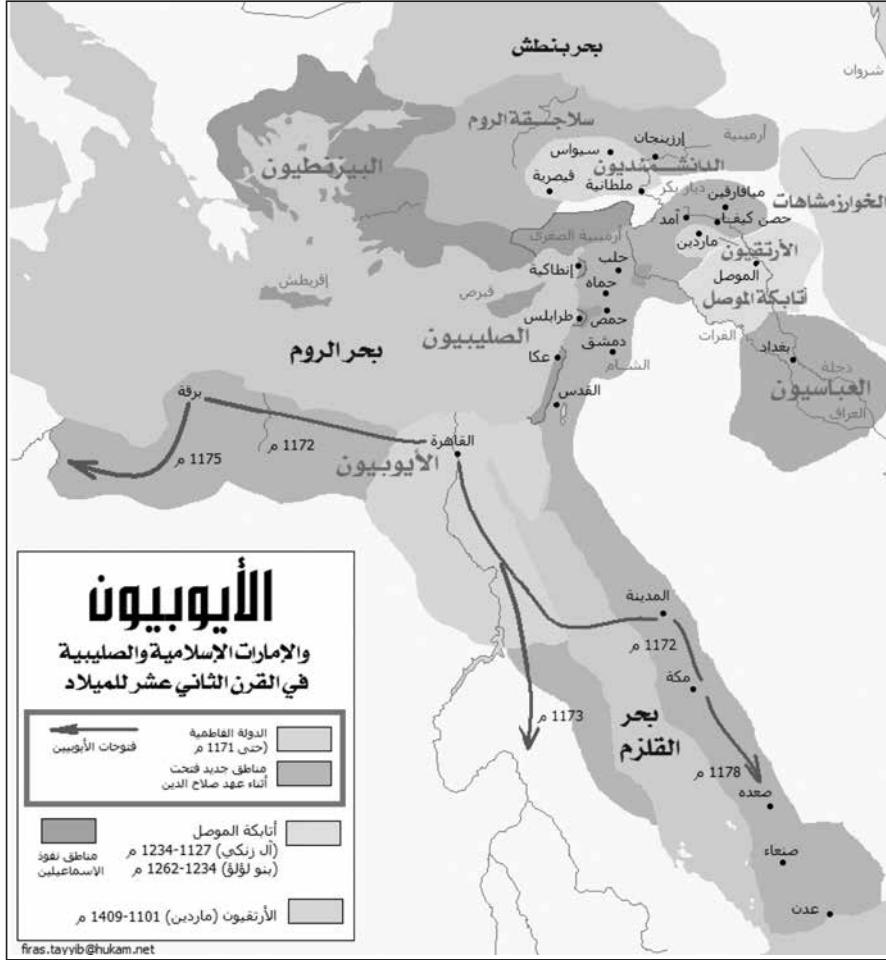 بحر بنطش
شروان
سلاجقة الروم
أرمينية
إرزينجان
سيواس
الدانشمنديون
البيزنطيون
قيصرية
ملطانية
ديار بكر
ميافارقين
الخوارزمشاهات
حصن كيفا
آمد
ماردين
الأرتقيون
أرمينية الصغرى
حلب
إنطاكية
الموصل
أتابكة الموصل
إقريطش
قبرص
حماه
حمص
طرابلس
الصليبيون
الفرات
دمشق
الشام
بغداد
دجلة
العباسيون
العراق
بحر الروم
عكا
القدس
برقة
القاهرة
1172 م
1175 م
الأيوبيون
المدينة
1172 م
مكة
بحر
القلزم
1173 م
1178 م
صعده
صنعاء
عدن
الأيوبيون
والإمارات الإسلامية والصليبية
في القرن الثاني عشر للميلاد
الدولة الفاطمية
(حتى 1171 م
فتوحات الأيوبيين
مناطق جديد فتحت
أثناء عهد صلاح الدين
أتابكة الموصل
(آل زنكي) 1127-1234 م
(بنو لؤلؤ) 1234-1262 م
مناطق نفوذ
الإسماعيلين
الأرتقيون (ماردين) 1101-1409 م
firas.tayyib@hukam.net